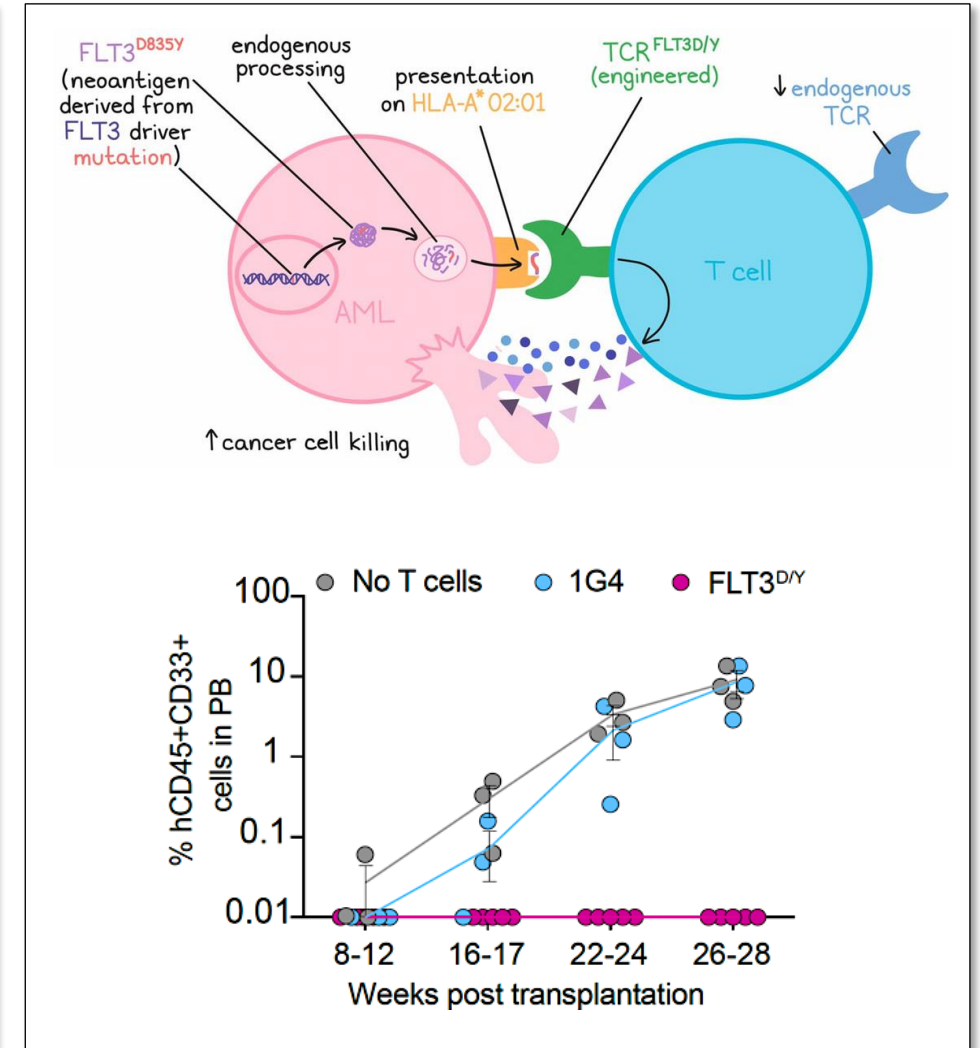 FLT3D835Y
(neoantigen
derived from
FLT3 driver
mutation)
endogenous
processing
presentation
on HLA-A* 02:01
TCRFLT3D/Y
(engineered)
↓ endogenous
TCR
AML
T cell
↑ cancer cell killing
No T cells
1G4
FLT3D/Y
% hCD45+CD33+
cells in PB
100
10
1
0.1
0.01
8-12
16-17
22-24
26-28
Weeks post transplantation